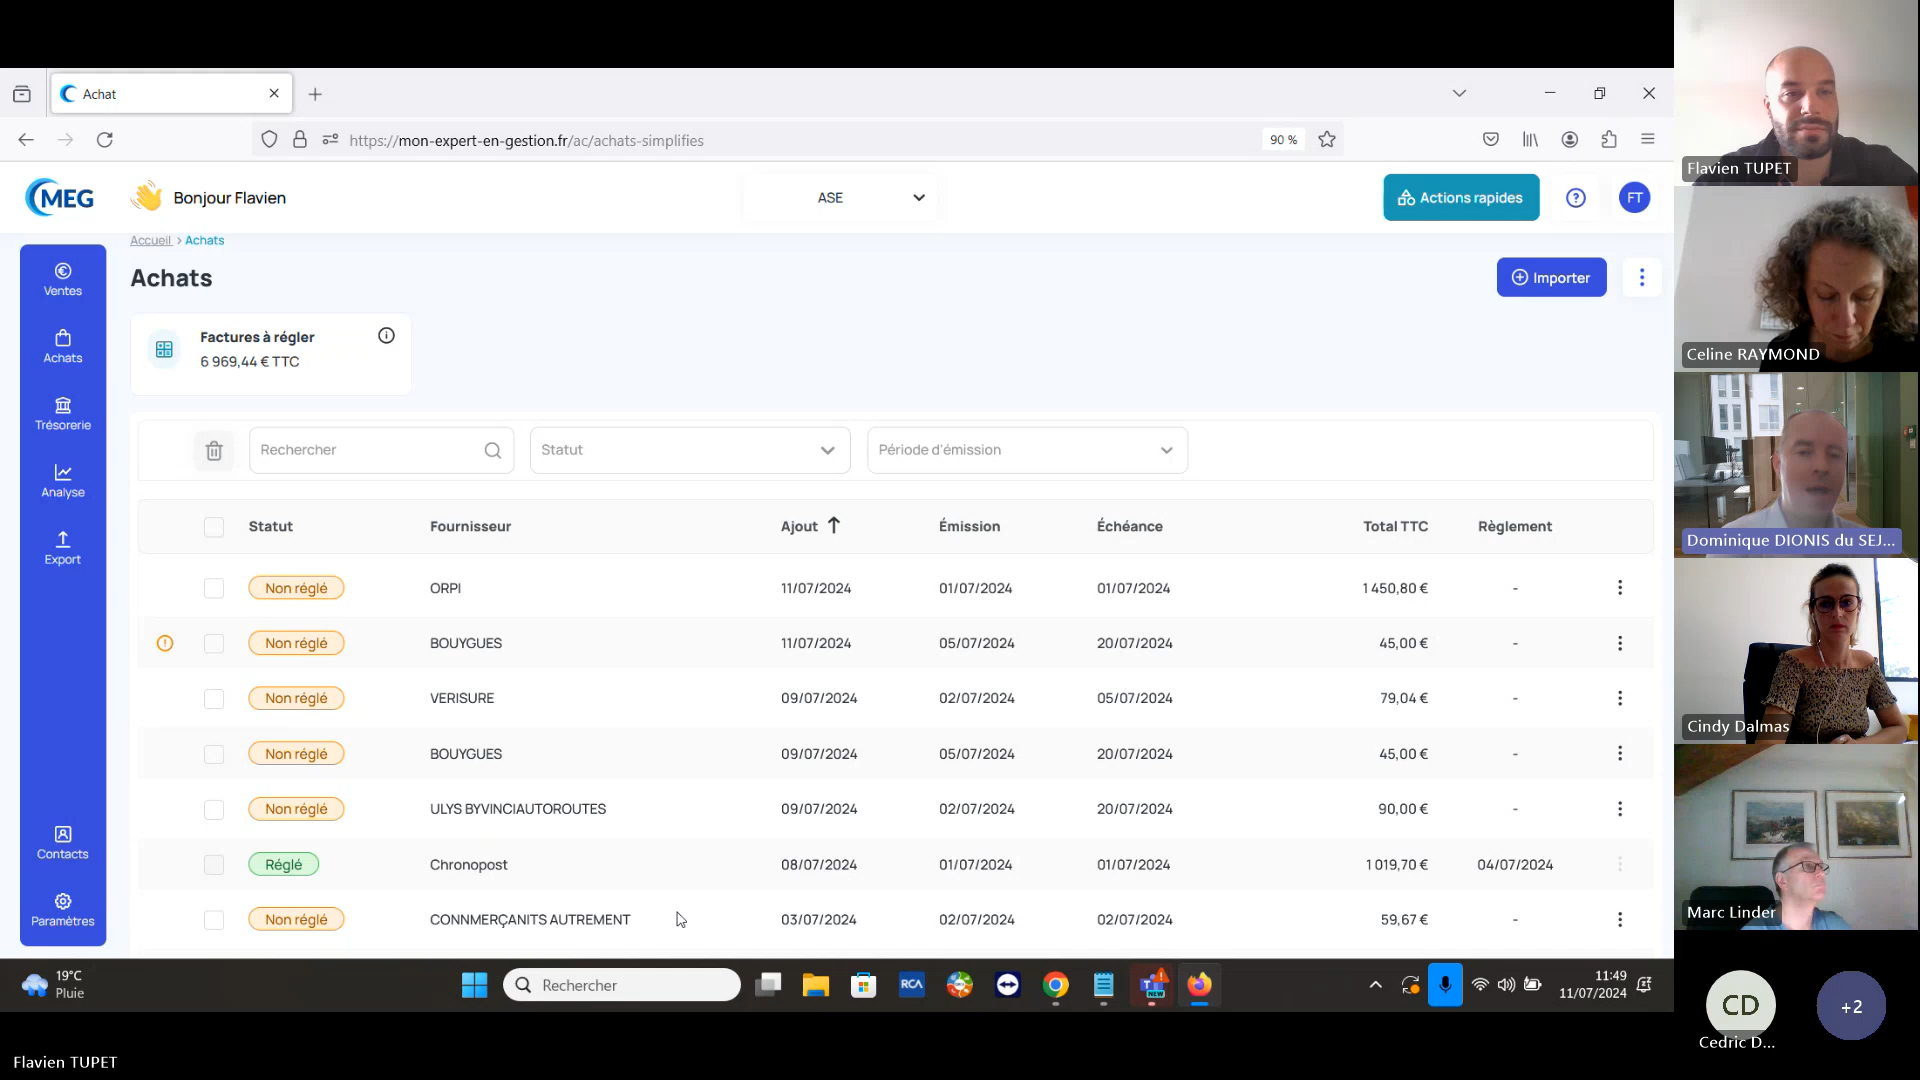 Achat
https://mon-expert-en-gestion.fr/ac/achats-simplifies
90 %
MEG
Bonjour Flavien
ASE
Actions rapides
FT
Accueil > Achats
Achats
Importer
Factures à régler
6 969,44 € TTC
Rechercher
Statut
Période d'émission
Statut Fournisseur Ajout Émission Échéance Total TTC Règlement
Non réglé ORPI 11/07/2024 01/07/2024 01/07/2024 1 450,80 € -
Non réglé BOUYGUES 11/07/2024 05/07/2024 20/07/2024 45,00 € -
Non réglé VERISURE 09/07/2024 02/07/2024 05/07/2024 79,04 € -
Non réglé BOUYGUES 09/07/2024 05/07/2024 20/07/2024 45,00 € -
Non réglé ULYS BYVINCIAUTOROUTES 09/07/2024 02/07/2024 20/07/2024 90,00 € -
Réglé Chronopost 08/07/2024 01/07/2024 01/07/2024 1 019,70 € 04/07/2024
Non réglé CONNMERÇANITS AUTREMENT 03/07/2024 02/07/2024 02/07/2024 59,67 € -
Ventes
Achats
Trésorerie
Analyse
Export
Contacts
Paramètres
19°C
Pluie
Rechercher
RCA
NEW
11:49
11/07/2024
Flavien TUPET
Flavien TUPET
Celine RAYMOND
Dominique DIONIS du SEJ...
Cindy Dalmas
Marc Linder
CD
Cedric D...
+2